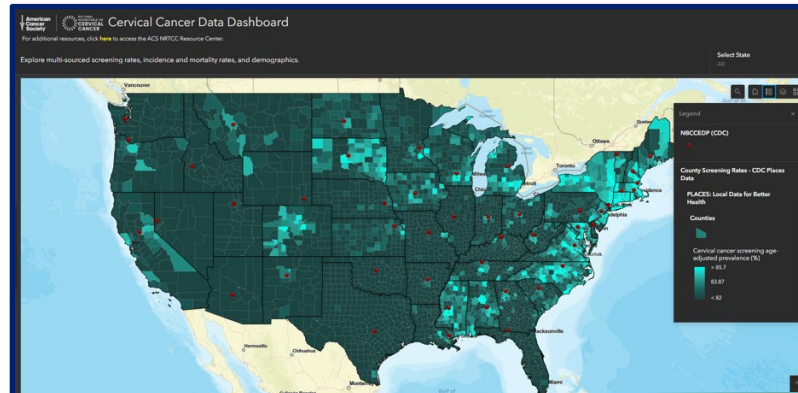 American Cancer Society
CERVICAL CANCER
Cervical Cancer Data Dashboard
For additional resources, click here to access the ACS NRTCC Resource Center.
Explore multi-sourced screening rates, incidence and mortality rates, and demographics.
Select State
All
Vancouver
Ottawa
Toronto
Detroit
Hermosillo
Chihuahua
Monterrey
Jacksonville
Miami
Legend
NBCCEDP (CDC)
County Screening Rates - CDC Places
Data
PLACES: Local Data for Better
Health
Counties
Cervical cancer screening age-
adjusted prevalence (%)
> 85.7
83.87
< 82